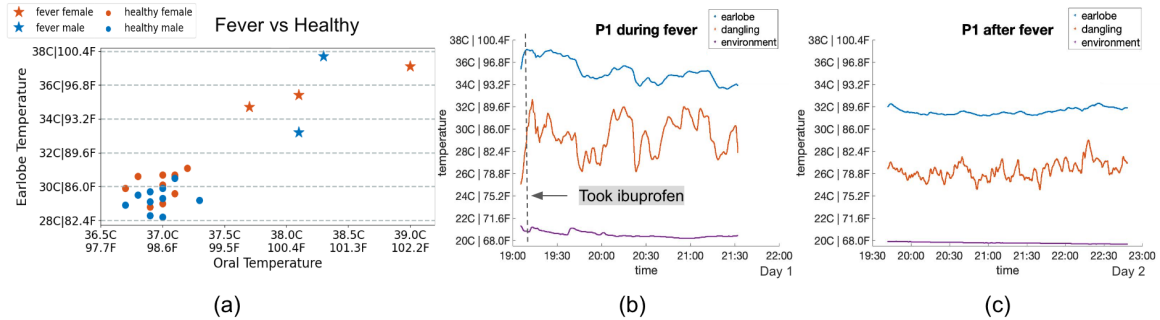 fever female healthy female
fever male healthy male
Fever vs Healthy
Earlobe Temperature
38C|100.4F
36C|96.8F
34C|93.2F
32C|89.6F
30C|86.0F
28C|82.4F
36.5C 37.0C 37.5C 38.0C 38.5C 39.0C
97.7F 98.6F 99.5F 100.4F 101.3F 102.2F
Oral Temperature
(a)
P1 during fever
earlobe
dangling
environment
temperature
38C | 100.4F
36C | 96.8F
34C | 93.2F
32C | 89.6F
30C | 86.0F
28C | 82.4F
26C | 78.8F
24C | 75.2F
22C | 71.6F
20C | 68.0F
Took ibuprofen
19:00 19:30 20:00 20:30 21:00 21:30 22:00
time
Day 1
(b)
P1 after fever
earlobe
dangling
environment
temperature
38C | 100.4F
36C | 96.8F
34C | 93.2F
32C | 89.6F
30C | 86.0F
28C | 82.4F
26C | 78.8F
24C | 75.2F
22C | 71.6F
20C | 68.0F
19:30 20:00 20:30 21:00 21:30 22:00 22:30 23:00
time
Day 2
(c)